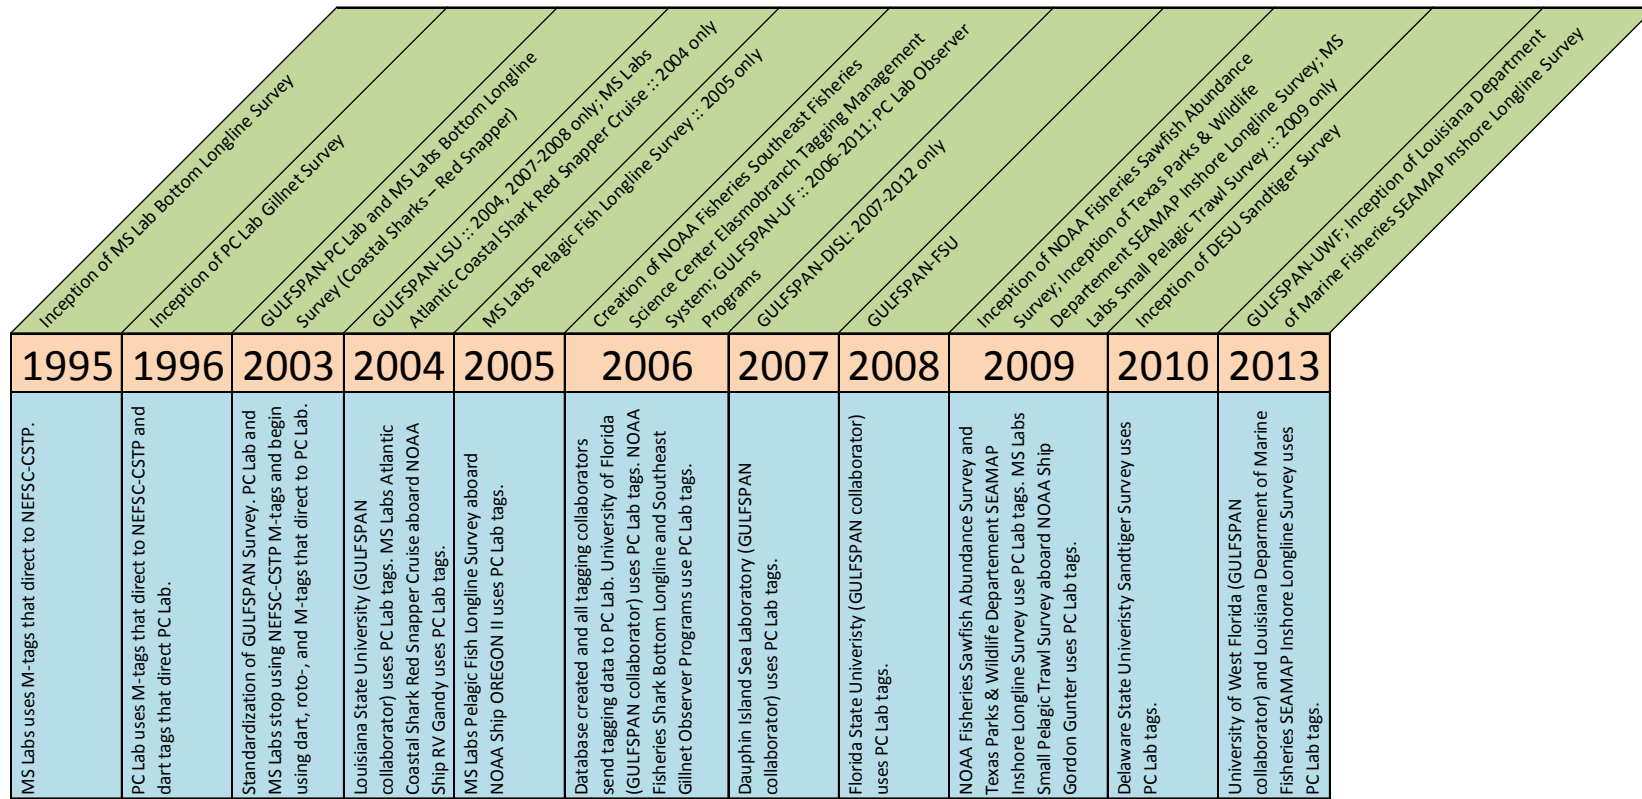 Inception of MS Lab Bottom Longline Survey
Inception of PC Lab Gillnet Survey
GULFSPAN-PC Lab and MS Labs Bottom Longline
Survey (Coastal Sharks – Red Snapper)
GULFSPAN-LSU :: 2004, 2007-2008 only; MS Labs
Atlantic Coastal Shark Red Snapper Cruise :: 2004 only
MS Labs Pelagic Fish Longline Survey :: 2005 only
Creation of NOAA Fisheries Southeast Fisheries
Science Center Elasmobranch Tagging Management
System; GULFSPAN-UF :: 2006-2011; PC Lab Observer
Programs
GULFSPAN-DISL: 2007-2012 only
GULFSPAN-FSU
Inception of NOAA Fisheries Sawfish Abundance
Survey; Inception of Texas Parks & Wildlife
Departement SEAMAP Inshore Longline Survey; MS
Labs Small Pelagic Trawl Survey :: 2009 only
Inception of DESU Sandtiger Survey
GULFSPAN-UWF: Inception of Louisiana Department
of Marine Fisheries SEAMAP Inshore Longline Survey
1995
1996
2003
2004
2005
2006
2007
2008
2009
2010
2013
MS Labs uses M-tags that direct to NEFSC-CSTP.
PC Lab uses M-tags that direct to NEFSC-CSTP and
dart tags that direct PC Lab.
Standardization of GULFSPAN Survey. PC Lab and
MS Labs stop using NEFSC-CSTP M-tags and begin
using dart, roto-, and M-tags that direct to PC Lab.
Louisiana State University (GULFSPAN
collaborator) uses PC Lab tags. MS Labs Atlantic
Coastal Shark Red Snapper Cruise aboard NOAA
Ship RV Gandy uses PC Lab tags.
MS Labs Pelagic Fish Longline Survey aboard
NOAA Ship OREGON II uses PC Lab tags.
Database created and all tagging collaborators
send tagging data to PC Lab. University of Florida
(GULFSPAN collaborator) uses PC Lab tags. NOAA
Fisheries Shark Bottom Longline and Southeast
Gillnet Observer Programs use PC Lab tags.
Dauphin Island Sea Laboratory (GULFSPAN
collaborator) uses PC Lab tags.
Florida State Univeristy (GULFSPAN collaborator)
uses PC Lab tags.
NOAA Fisheries Sawfish Abundance Survey and
Texas Parks & Wildlife Departement SEAMAP
Inshore Longline Survey use PC Lab tags. MS Labs
Small Pelagic Trawl Survey aboard NOAA Ship
Gordon Gunter uses PC Lab tags.
Delaware State Univeristy Sandtiger Survey uses
PC Lab tags.
University of West Florida (GULFSPAN
collaborator) and Louisiana Deparment of Marine
Fisheries SEAMAP Inshore Longline Survey uses
PC Lab tags.